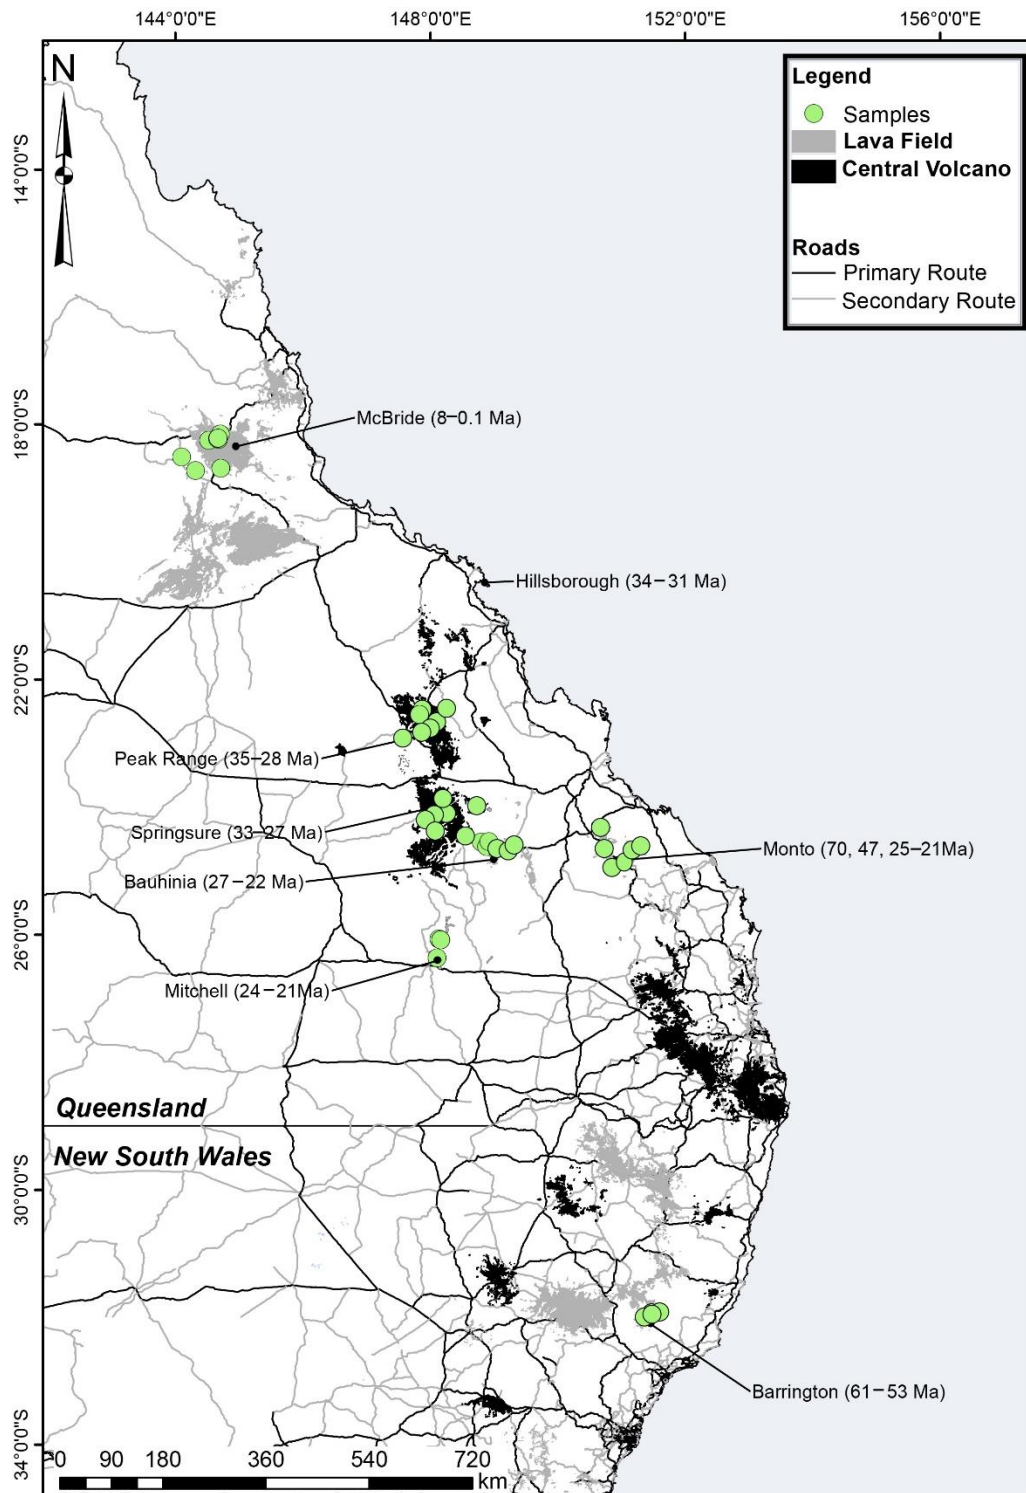 144°0'0"E 148°0'0"E 152°0'0"E 156°0'0"E
N
Legend
Samples
Lava Field
Central Volcano
Roads
Primary Route
Secondary Route
14°0'0"S
18°0'0"S
McBride (8–0.1 Ma)
Hillsborough (34–31 Ma)
22°0'0"S
Peak Range (35–28 Ma)
Springsure (33–27 Ma)
Monto (70, 47, 25–21Ma)
Bauhinia (27–22 Ma)
26°0'0"S
Mitchell (24–21Ma)
Queensland
New South Wales
30°0'0"S
Barrington (61–53 Ma)
34°0'0"S
0 90 180 360 540 720
km